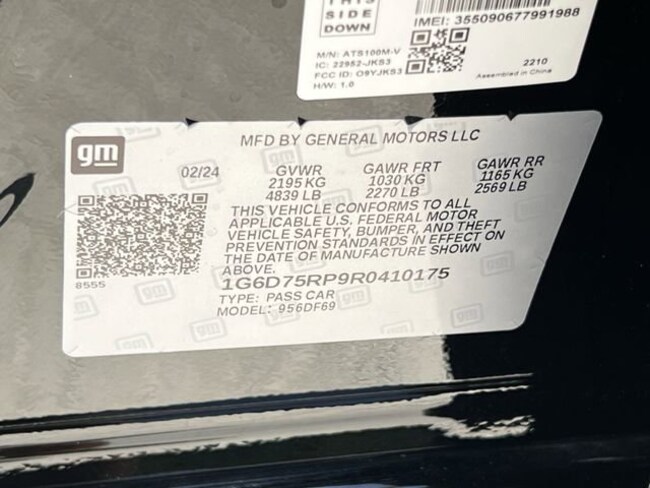 THIS
SIDE
DOWN
IMEI: 355090677991988
M/N: ATS100M-V
IC: 22952-JKS3
FCC ID: O9YJKS3
H/W: 1.0
2210
Assembled in China
gm
MFD BY GENERAL MOTORS LLC
02/24 GVWR GAWR FRT GAWR RR
2195 KG 1030 KG 1165 KG
4839 LB 2270 LB 2569 LB
THIS VEHICLE CONFORMS TO ALL
APPLICABLE U.S. FEDERAL MOTOR
VEHICLE SAFETY, BUMPER, AND THEFT
PREVENTION STANDARDS IN EFFECT ON
THE DATE OF MANUFACTURE SHOWN
ABOVE.
8555
1G6D75RP9R0410175
TYPE: PASS CAR
MODEL: 956DF69